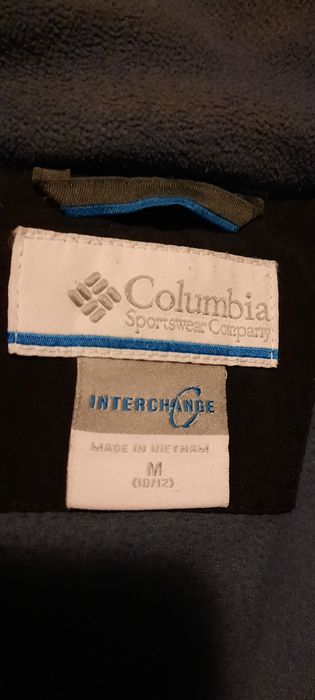 Columbia
Sportswear Company
INTERCHANGE
MADE IN VIETNAM
M
(10/12)